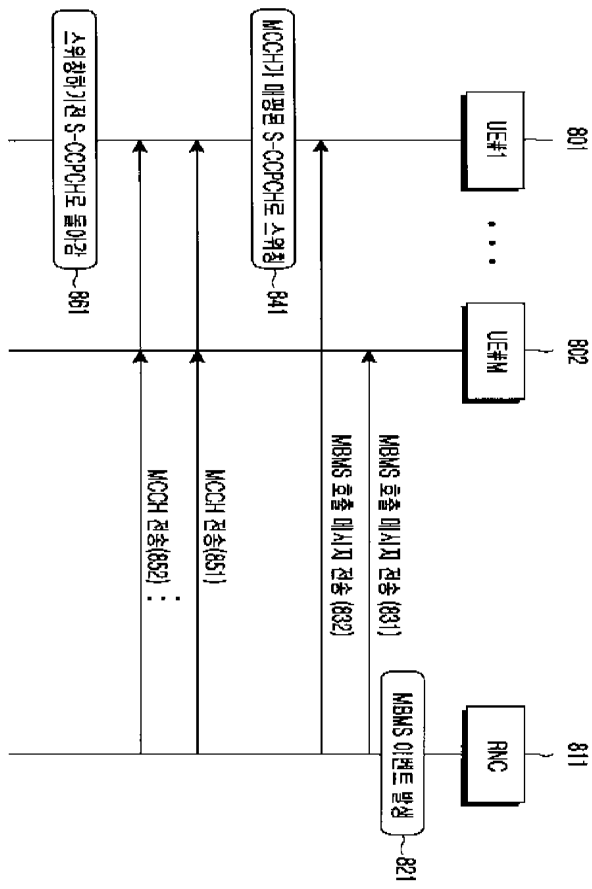 801
802
811
UE#1
. . .
UE#M
RNC
MBMS 이벤트 발생
~821
MBMS 호출 메시지 전송 (831)
MBMS 호출 메시지 전송 (832)
MCCH가 매핑된 S-CCPCH로 스위칭
~841
MCCH 전송(851)
MCCH 전송(852)
스위칭하기전 S-CCPCH로 돌아감
~861